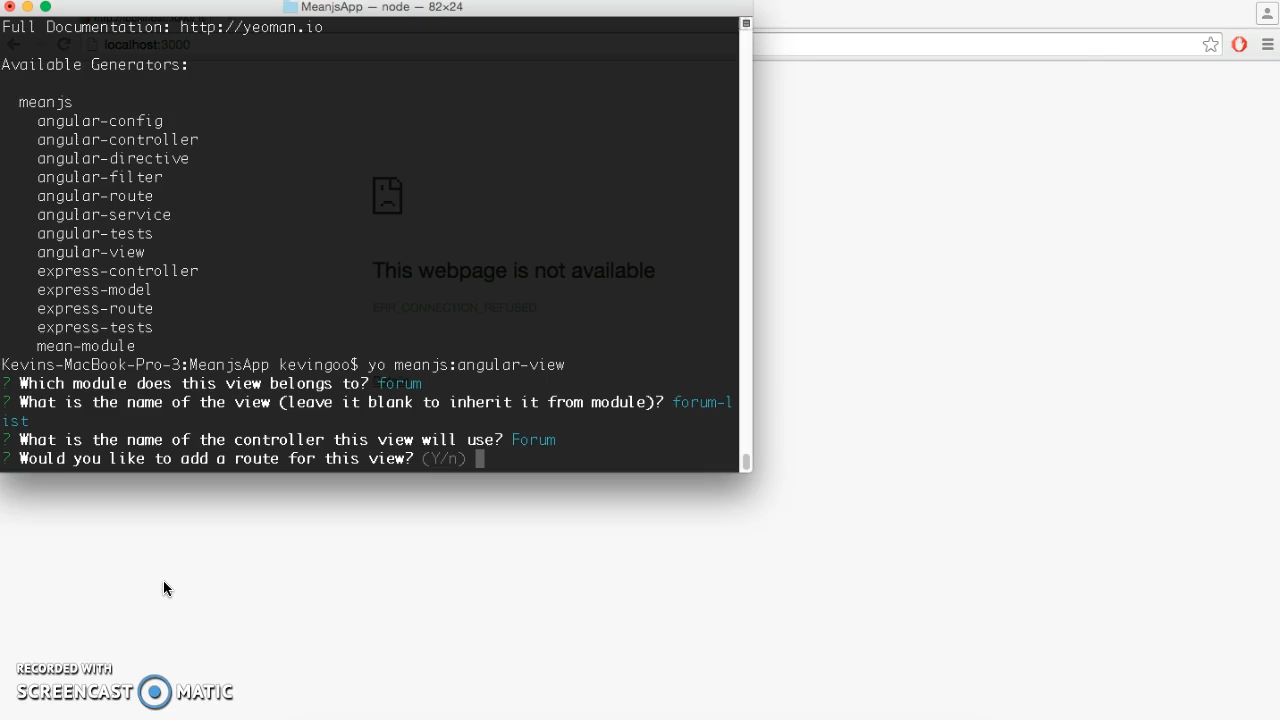 MeanjsApp — node — 82×24
Full Documentation: http://yeoman.io
localhost:3000
Available Generators:
meanjs
angular-config
angular-controller
angular-directive
angular-filter
angular-route
angular-service
angular-tests
angular-view
express-controller
express-model
express-route
express-tests
mean-module
This webpage is not available
ERR_CONNECTION_REFUSED
Kevins-MacBook-Pro-3:MeanjsApp kevingoo$ yo meanjs:angular-view
? Which module does this view belongs to? forum
? What is the name of the view (leave it blank to inherit it from module)? forum-l
ist
? What is the name of the controller this view will use? Forum
? Would you like to add a route for this view? (Y/n)
RECORDED WITH
SCREENCAST MATIC